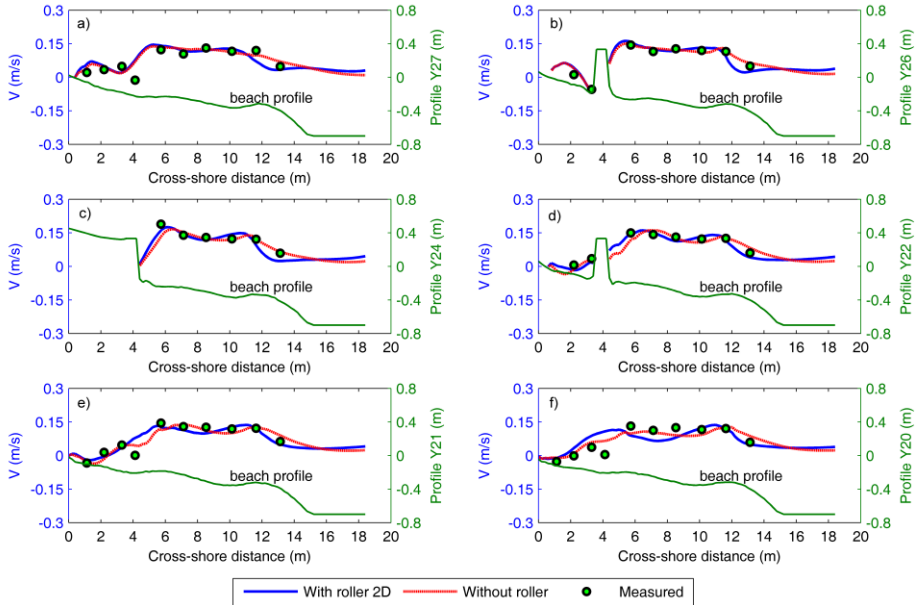 a)
0.3
0.15
0
-0.15
-0.3
V (m/s)
0.8
0.4
0
-0.4
-0.8
Profile Y27 (m)
beach profile
0 2 4 6 8 10 12 14 16 18 20
Cross-shore distance (m)
b)
0.3
0.15
0
-0.15
-0.3
V (m/s)
0.8
0.4
0
-0.4
-0.8
Profile Y26 (m)
beach profile
0 2 4 6 8 10 12 14 16 18 20
Cross-shore distance (m)
c)
0.3
0.15
0
-0.15
-0.3
V (m/s)
0.8
0.4
0
-0.4
-0.8
Profile Y24 (m)
beach profile
0 2 4 6 8 10 12 14 16 18 20
Cross-shore distance (m)
d)
0.3
0.15
0
-0.15
-0.3
V (m/s)
0.8
0.4
0
-0.4
-0.8
Profile Y22 (m)
beach profile
0 2 4 6 8 10 12 14 16 18 20
Cross-shore distance (m)
e)
0.3
0.15
0
-0.15
-0.3
V (m/s)
0.8
0.4
0
-0.4
-0.8
Profile Y21 (m)
beach profile
0 2 4 6 8 10 12 14 16 18 20
Cross-shore distance (m)
f)
0.3
0.15
0
-0.15
-0.3
V (m/s)
0.8
0.4
0
-0.4
-0.8
Profile Y20 (m)
beach profile
0 2 4 6 8 10 12 14 16 18 20
Cross-shore distance (m)
With roller 2D Without roller Measured